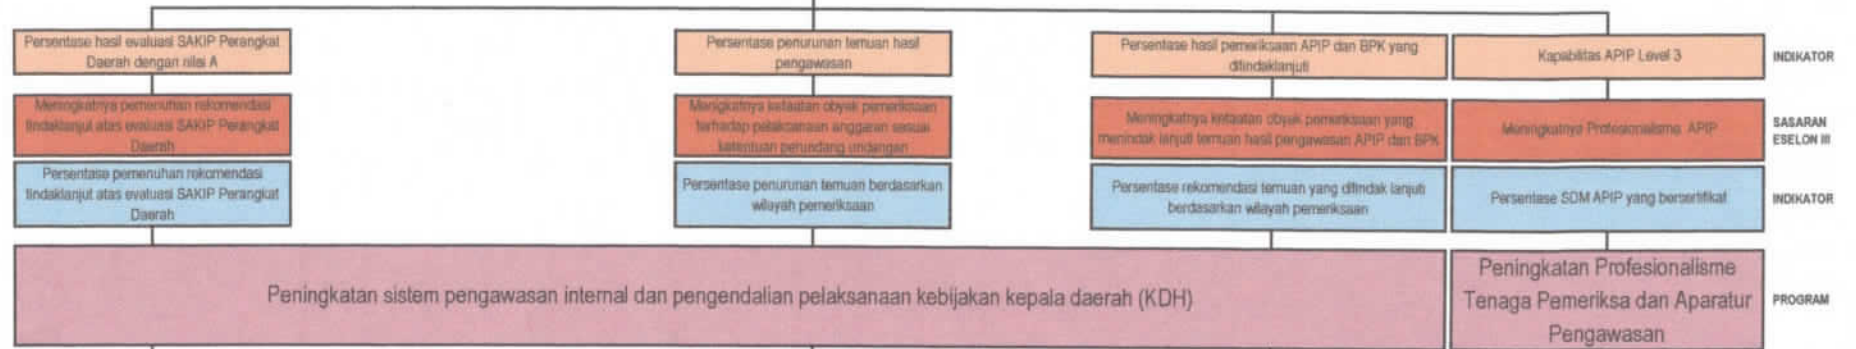 Persentase hasil evaluasi SAKIP Perangkat
Daerah dengan nilai A
Persentase penurunan temuan hasil
pengawasan
Persentase hasil pemeriksaan APIP dan BPK yang
ditindaklanjuti
Kapabilitas APIP Level 3
INDIKATOR
Meningkatnya pemenuhan rekomendasi
tindaklanjut atas evaluasi SAKIP Perangkat
Daerah
Menigkatnya ketaatan obyek pemeriksaan
terhadap pelaksanaan anggaran sesuai
ketentuan perundang undangan
Meningkatnya ketaatan objek pemeriksaan yang
menindak lanjuti temuan hasil pengawasan APIP dan BPK
Meningkatnya Profesionalisme APIP
SASARAN
ESELON III
Persentase pemenuhan rekomendasi
tindaklanjut atas evaluasi SAKIP Perangkat
Daerah
Persentase penurunan temuan berdasarkan
wilayah pemeriksaan
Persentase rekomendasi temuan yang ditindak lanjuti
berdasarkan wilayah pemeriksaan
Persentase SDM APIP yang bersertifikat
INDIKATOR
Peningkatan sistem pengawasan internal dan pengendalian pelaksanaan kebijakan kepala daerah (KDH)
Peningkatan Profesionalisme
Tenaga Pemeriksa dan Aparatur
Pengawasan
PROGRAM